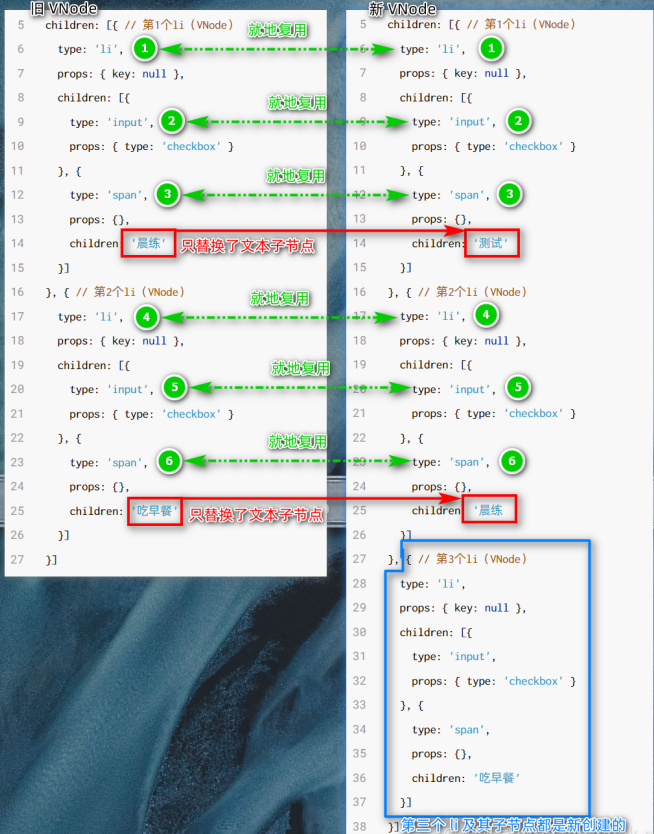 旧 VNode
5 children: [{ // 第1个li (VNode)
6 type: 'li', 1
7 props: { key: null },
8 children: [{
9 type: 'input', 2
10 props: { type: 'checkbox' }
11 }, {
12 type: 'span', 3
13 props: {},
14 children: '晨练'
15 }]
16 }, { // 第2个li (VNode)
17 type: 'li', 4
18 props: { key: null },
19 children: [{
20 type: 'input', 5
21 props: { type: 'checkbox' }
22 }, {
23 type: 'span', 6
24 props: {},
25 children: '吃早餐'
26 }]
27 }]
就地复用
就地复用
就地复用
只替换了文本子节点
就地复用
就地复用
就地复用
只替换了文本子节点
新 VNode
5 children: [{ // 第1个li (VNode)
6 type: 'li', 1
7 props: { key: null },
8 children: [{
9 type: 'input', 2
10 props: { type: 'checkbox' }
11 }, {
12 type: 'span', 3
13 props: {},
14 children: '测试'
15 }]
16 }, { // 第2个li (VNode)
17 type: 'li', 4
18 props: { key: null },
19 children: [{
20 type: 'input', 5
21 props: { type: 'checkbox' }
22 }, {
23 type: 'span', 6
24 props: {},
25 children '晨练
26 }]
27 }, { // 第3个li (VNode)
28 type: 'li',
29 props: { key: null },
30 children: [{
31 type: 'input',
32 props: { type: 'checkbox' }
33 }, {
34 type: 'span',
35 props: {},
36 children: '吃早餐'
37 }]
38 }]
第三个 li 及其子节点都是新创建的